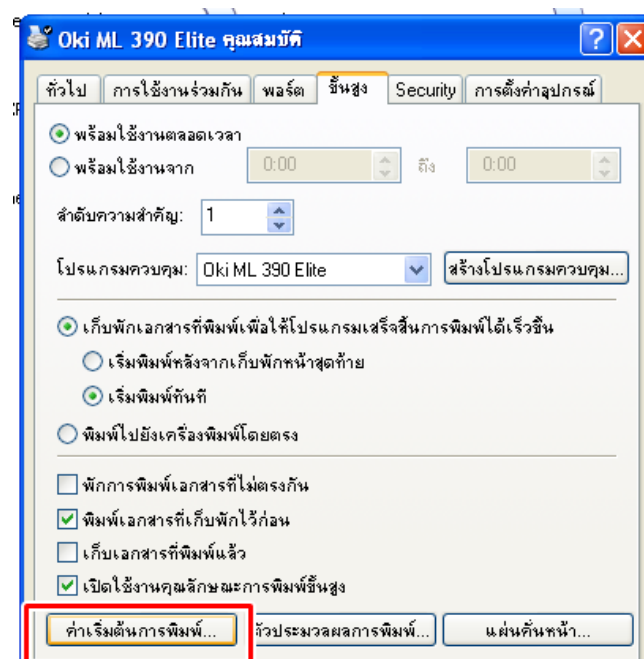 Oki ML 390 Elite คุณสมบัติ
ทั่วไป การใช้งานร่วมกัน พอร์ต ขั้นสูง Security การตั้งค่าอุปกรณ์
พร้อมใช้งานตลอดเวลา
พร้อมใช้งานจาก 0:00 ถึง 0:00
ลำดับความสำคัญ: 1
โปรแกรมควบคุม: Oki ML 390 Elite สร้างโปรแกรมควบคุม...
เก็บพักเอกสารที่พิมพ์เพื่อให้โปรแกรมเสร็จสิ้นการพิมพ์ได้เร็วขึ้น
เริ่มพิมพ์หลังจากเก็บพักหน้าสุดท้าย
เริ่มพิมพ์ทันที
พิมพ์ไปยังเครื่องพิมพ์โดยตรง
พักการพิมพ์เอกสารที่ไม่ตรงกัน
พิมพ์เอกสารที่เก็บพักไว้ก่อน
เก็บเอกสารที่พิมพ์แล้ว
เปิดใช้งานคุณลักษณะการพิมพ์ขั้นสูง
ค่าเริ่มต้นการพิมพ์... ตัวประมวลผลการพิมพ์... แผ่นคั่นหน้า...